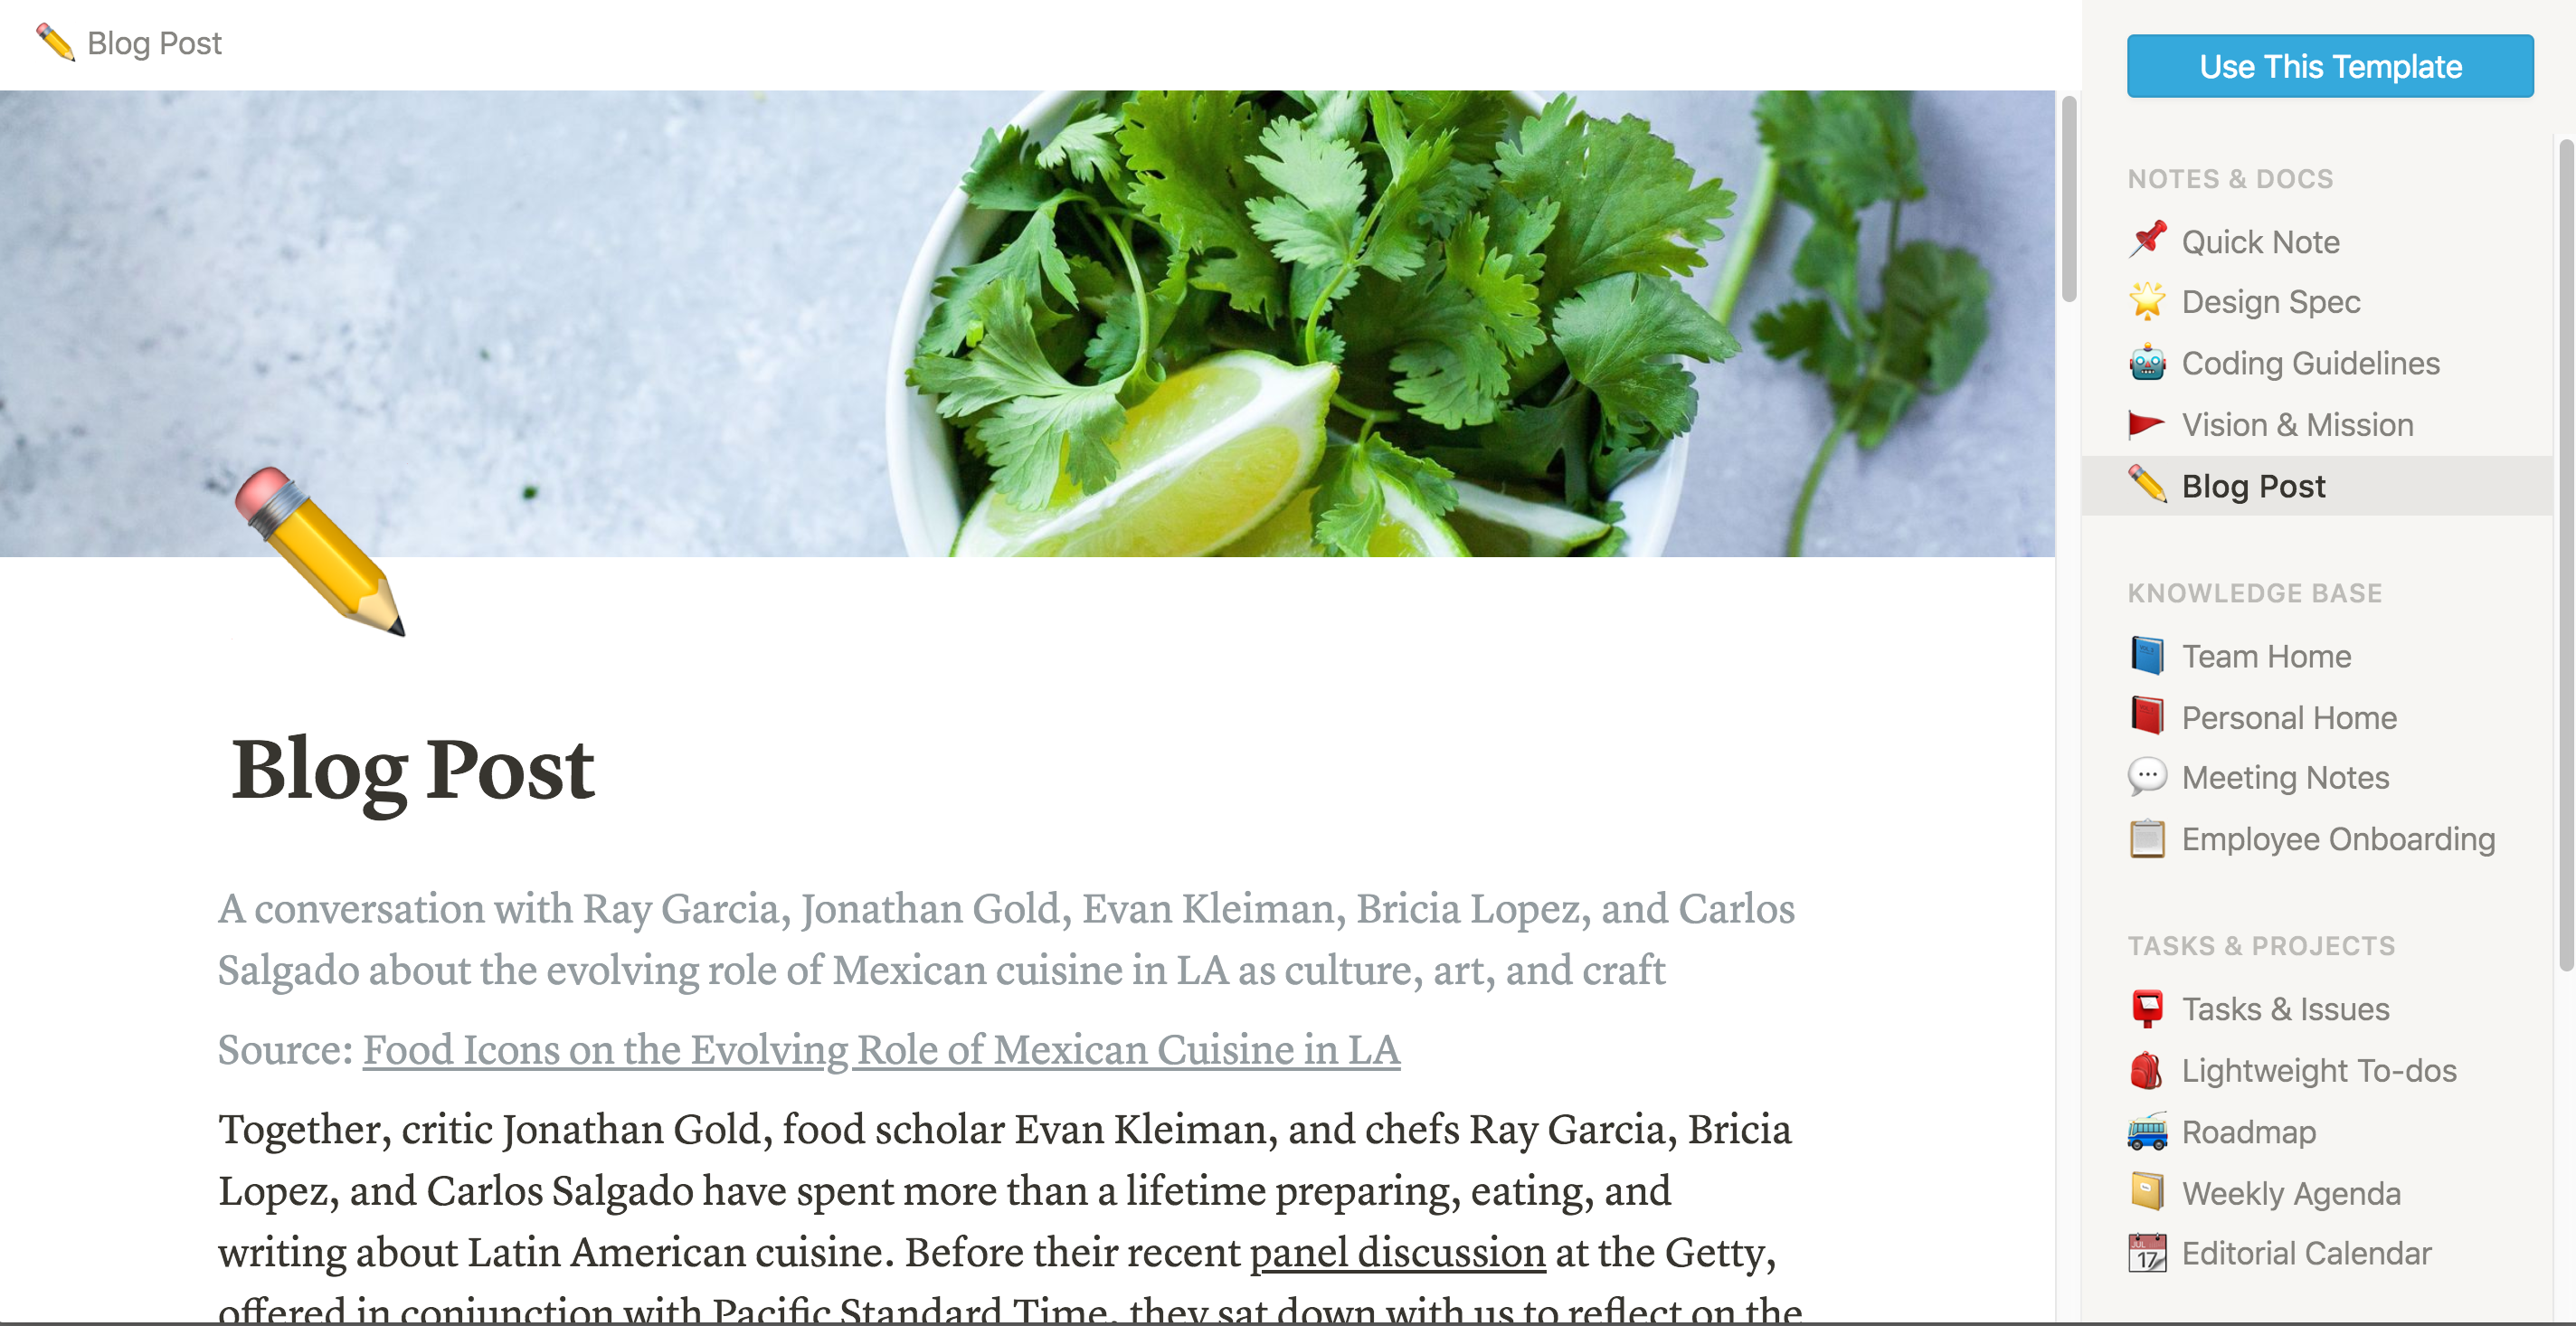 Blog Post
Use This Template
NOTES & DOCS
Quick Note
Design Spec
Coding Guidelines
Vision & Mission
Blog Post
KNOWLEDGE BASE
Team Home
Personal Home
Meeting Notes
Employee Onboarding
TASKS & PROJECTS
Tasks & Issues
Lightweight To-dos
Roadmap
Weekly Agenda
JUL
17
Editorial Calendar
Blog Post
A conversation with Ray Garcia, Jonathan Gold, Evan Kleiman, Bricia Lopez, and Carlos
Salgado about the evolving role of Mexican cuisine in LA as culture, art, and craft
Source: Food Icons on the Evolving Role of Mexican Cuisine in LA
Together, critic Jonathan Gold, food scholar Evan Kleiman, and chefs Ray Garcia, Bricia
Lopez, and Carlos Salgado have spent more than a lifetime preparing, eating, and
writing about Latin American cuisine. Before their recent panel discussion at the Getty,
offered in conjunction with Pacific Standard Time, they sat down with us to reflect on the